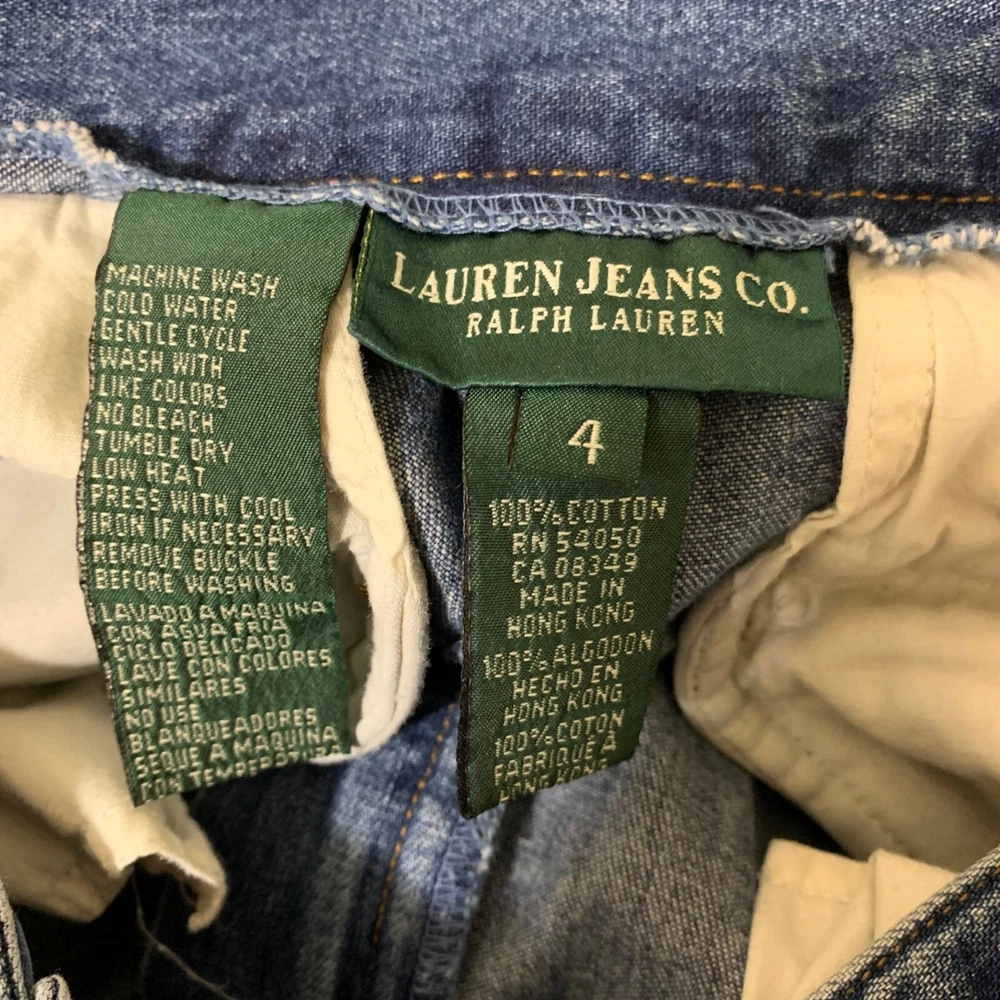 MACHINE WASH
COLD WATER
GENTLE CYCLE
WASH WITH
LIKE COLORS
NO BLEACH
TUMBLE DRY
LOW HEAT
PRESS WITH COOL
IRON IF NECESSARY
REMOVE BUCKLE
BEFORE WASHING
LAVADO A MAQUINA
CON AGUA FRIA
CICLO DELICADO
LAVE CON COLORES
SIMILARES
NO USE
BLANQUEADORES
SEQUE A MAQUINA
CON
LAUREN JEANS CO.
RALPH LAUREN
4
100% COTTON
RN 54050
CA 08349
MADE IN
HONG KONG
100% ALGODON
HECHO EN
HONG KONG
100% COTON
FABRIQUE A
HONG KONG